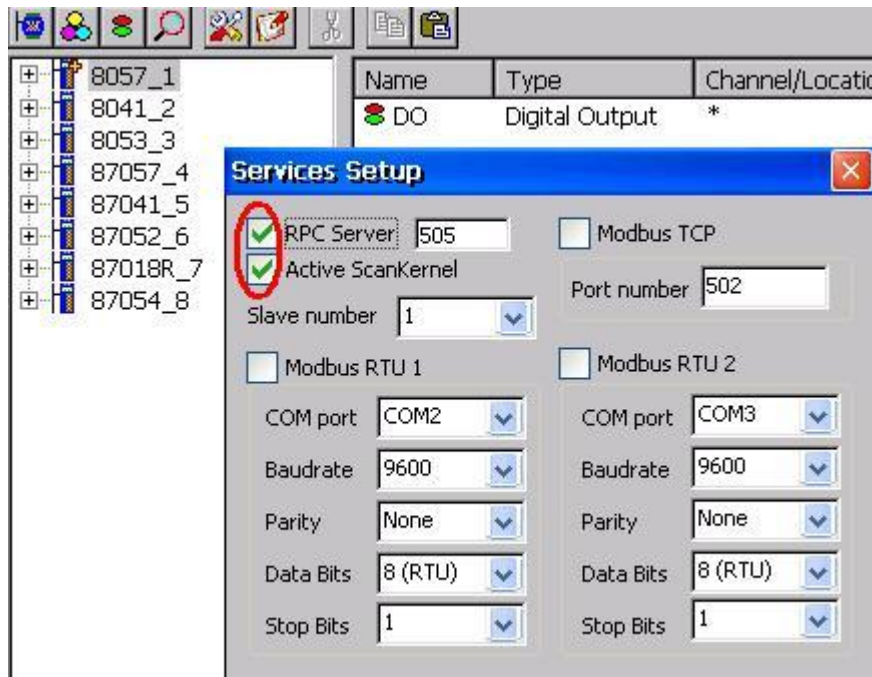 8057_1
8041_2
8053_3
87057_4
87041_5
87052_6
87018R_7
87054_8
Name Type Channel/Locatio
DO Digital Output *
Services Setup
RPC Server 505
Active ScanKernel
Slave number 1
Modbus TCP
Port number 502
Modbus RTU 1
COM port COM2
Baudrate 9600
Parity None
Data Bits 8 (RTU)
Stop Bits 1
Modbus RTU 2
COM port COM3
Baudrate 9600
Parity None
Data Bits 8 (RTU)
Stop Bits 1